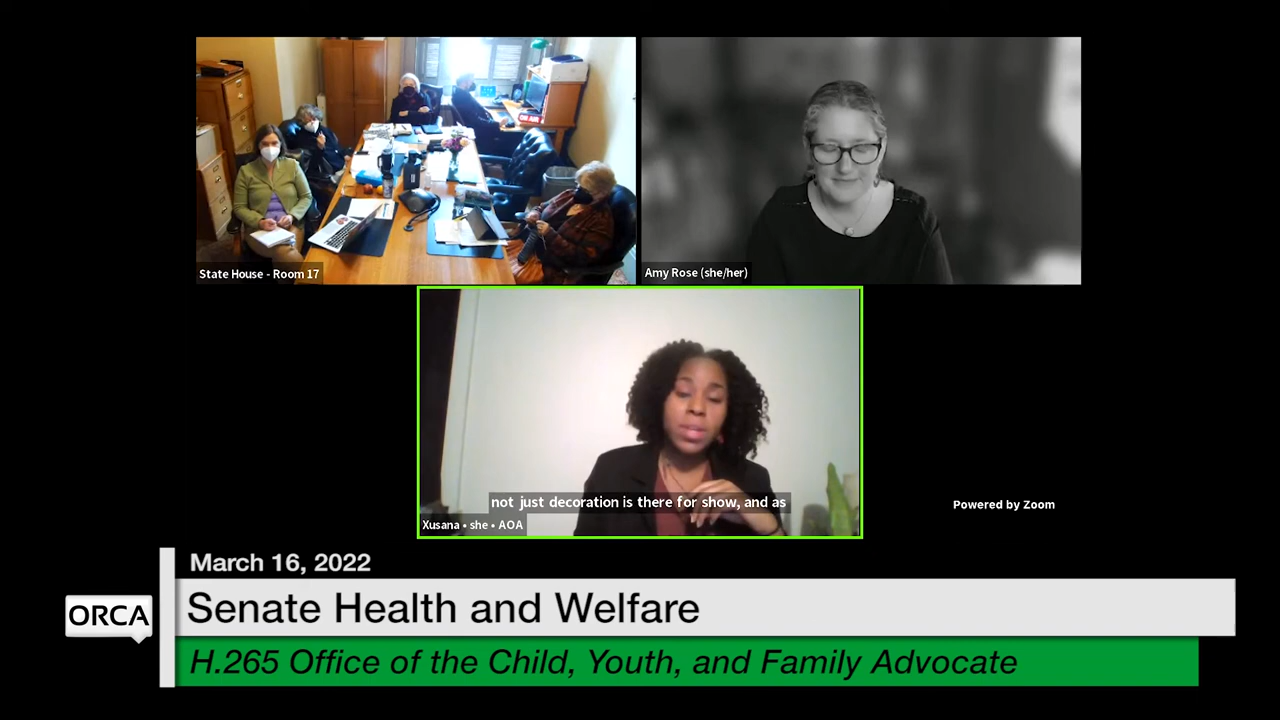 ON AIR
State House - Room 17
Amy Rose (she/her)
not just decoration is there for show, and as
Xusana • she • AOA
Powered by Zoom
March 16, 2022
ORCA
Senate Health and Welfare
H.265 Office of the Child, Youth, and Family Advocate